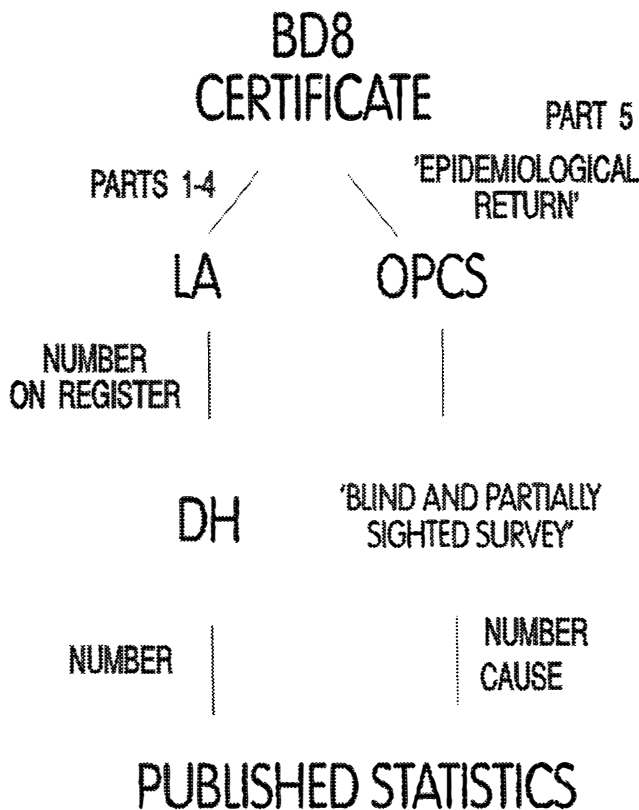 BD8
CERTIFICATE
PART 5
'EPIDEMIOLOGICAL
RETURN'
PARTS 1-4
LA
OPCS
NUMBER
ON REGISTER
DH
'BLIND AND PARTIALLY
SIGHTED SURVEY'
NUMBER
NUMBER
CAUSE
PUBLISHED STATISTICS